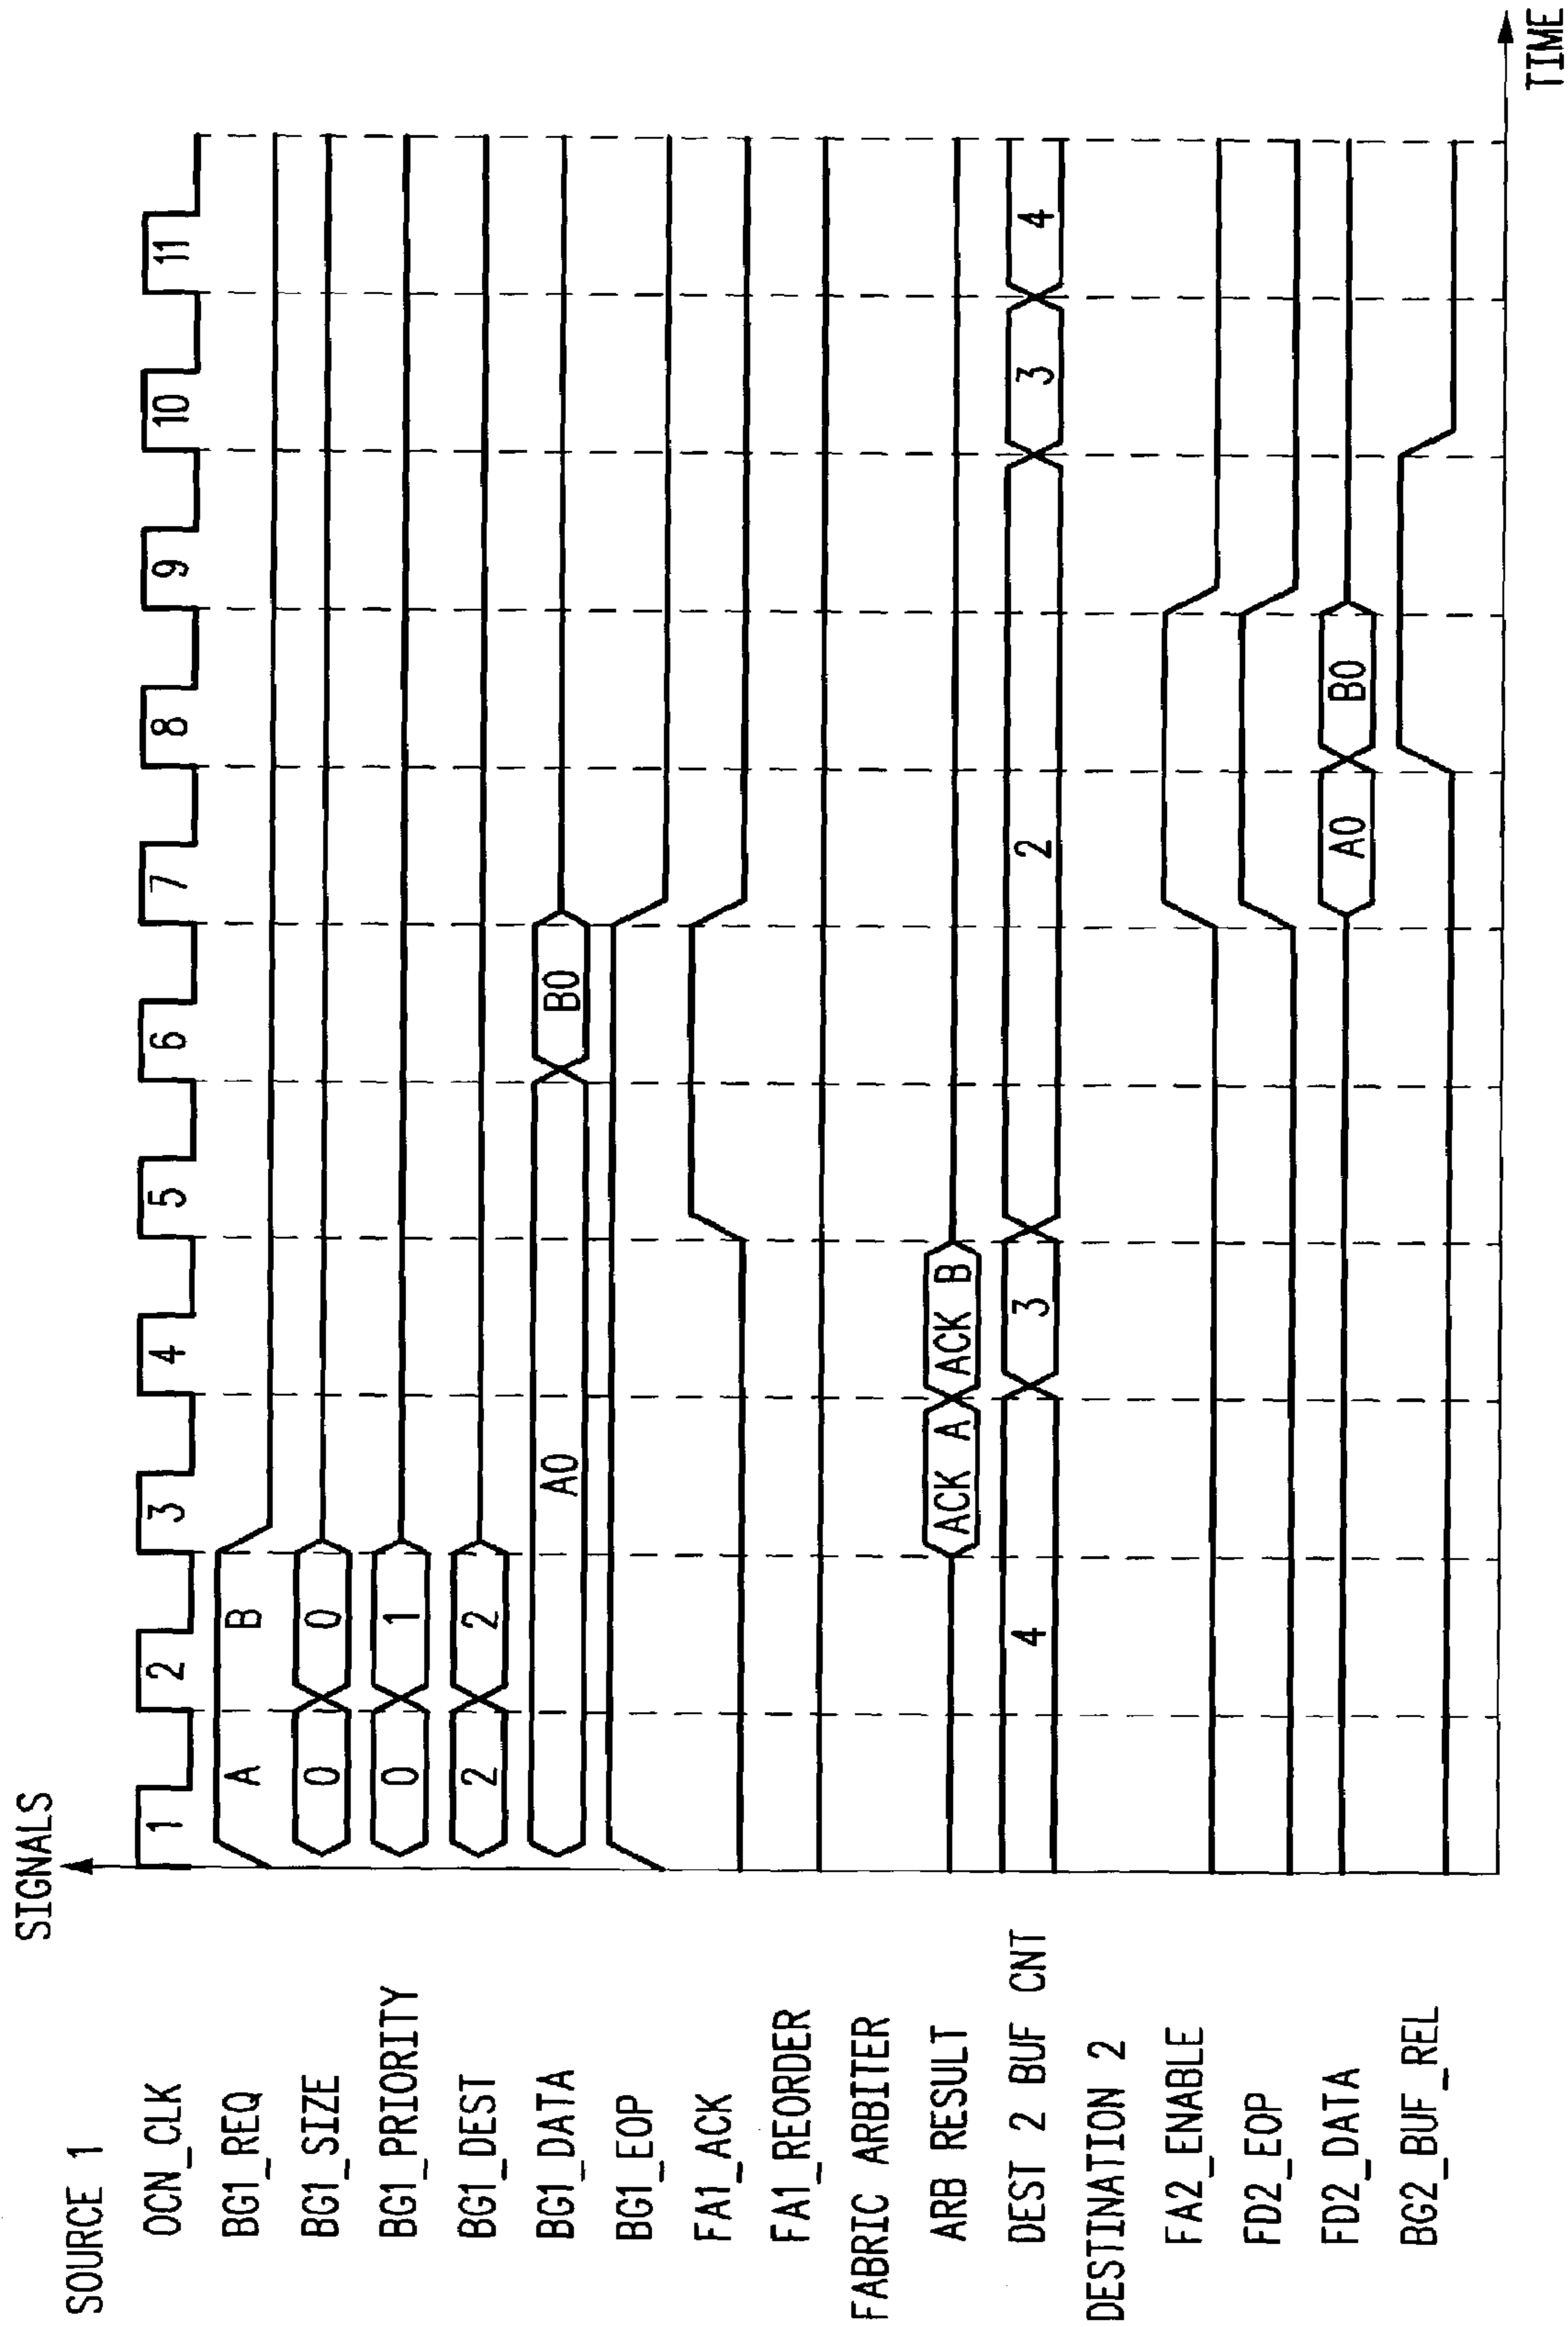 SIGNALS
SOURCE 1
OCN_CLK 1 2 3 4 5 6 7 8 9 10 11
BG1_REQ A B
BG1_SIZE 0 0
BG1_PRIORITY 0 1
BG1_DEST 2 2
BG1_DATA A0 B0
BG1_EOP
FA1_ACK
FA1_REORDER
FABRIC ARBITER
ARB RESULT ACK A ACK B
DEST 2 BUF CNT 4 3 2 3 4
DESTINATION 2
FA2_ENABLE
FD2_EOP
FD2_DATA A0 B0
BG2_BUF_REL
TIME